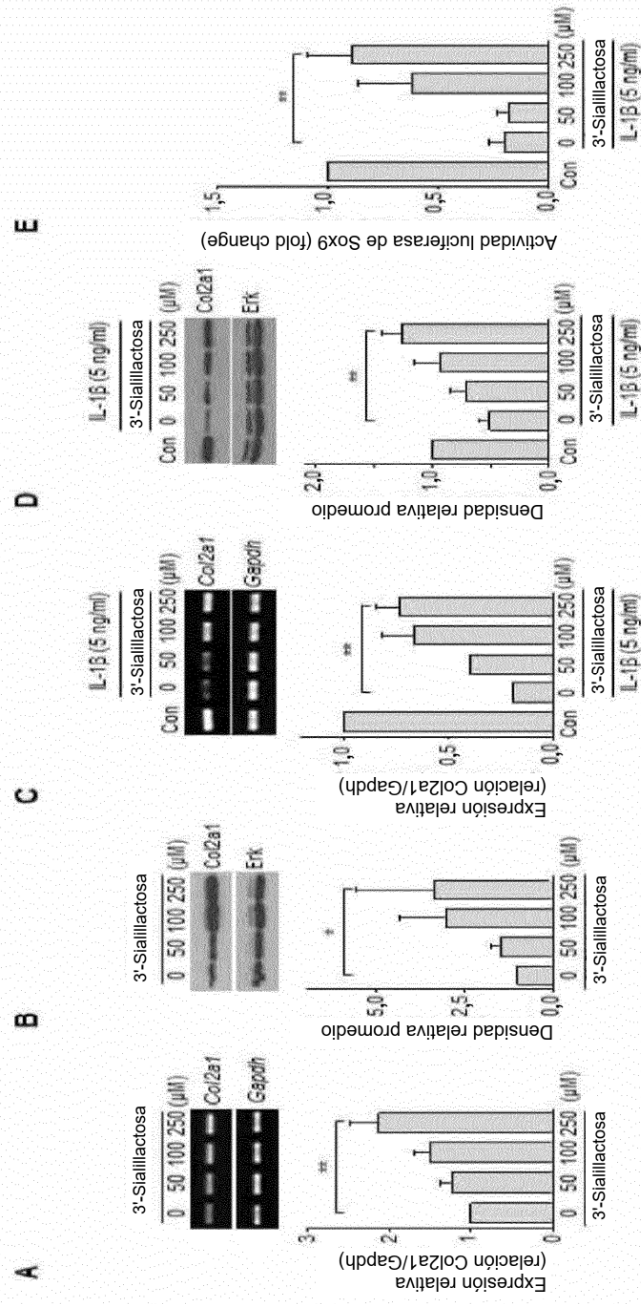 A
3'-Sialillactosa
0 50 100 250 (µM)
Col2a1
Gapdh
Expresión relativa
(relación Col2a1/Gapdh)
3
2
1
0
**
0 50 100 250
3'-Sialillactosa
B
3'-Sialillactosa
0 50 100 250 (µM)
Col2a1
Erk
Densidad relativa promedio
5,0
2,5
0,0
*
0 50 100 250
3'-Sialillactosa
C
IL-1β (5 ng/ml)
3'-Sialillactosa
Con 0 50 100 250 (µM)
Col2a1
Gapdh
Expresión relativa
(relación Col2a1/Gapdh)
1,0
0,5
0,0
**
Con 0 50 100 250 (µM)
3'-Sialillactosa
IL-1β (5 ng/ml)
D
IL-1β (5 ng/ml)
3'-Sialillactosa
Con 0 50 100 250 (µM)
Col2a1
Erk
Densidad relativa promedio
2,0
1,0
0,0
**
Con 0 50 100 250 (µM)
3'-Sialillactosa
IL-1β (5 ng/ml)
E
Actividad luciferasa de Sox9 (fold change)
1,5
1,0
0,5
0,0
**
Con 0 50 100 250 (µM)
3'-Sialillactosa
IL-1β (5 ng/ml)